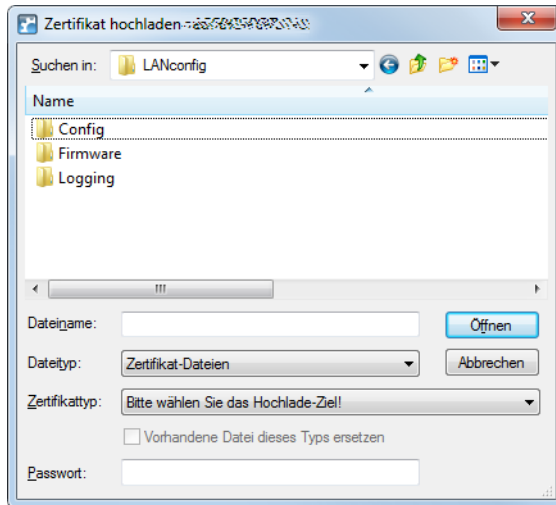 Zertifikat hochladen
Suchen in: LANconfig
Name
Config
Firmware
Logging
Dateiname: Öffnen
Dateityp: Zertifikat-Dateien Abbrechen
Zertifikattyp: Bitte wählen Sie das Hochlade-Ziel!
Vorhandene Datei dieses Typs ersetzen
Passwort: